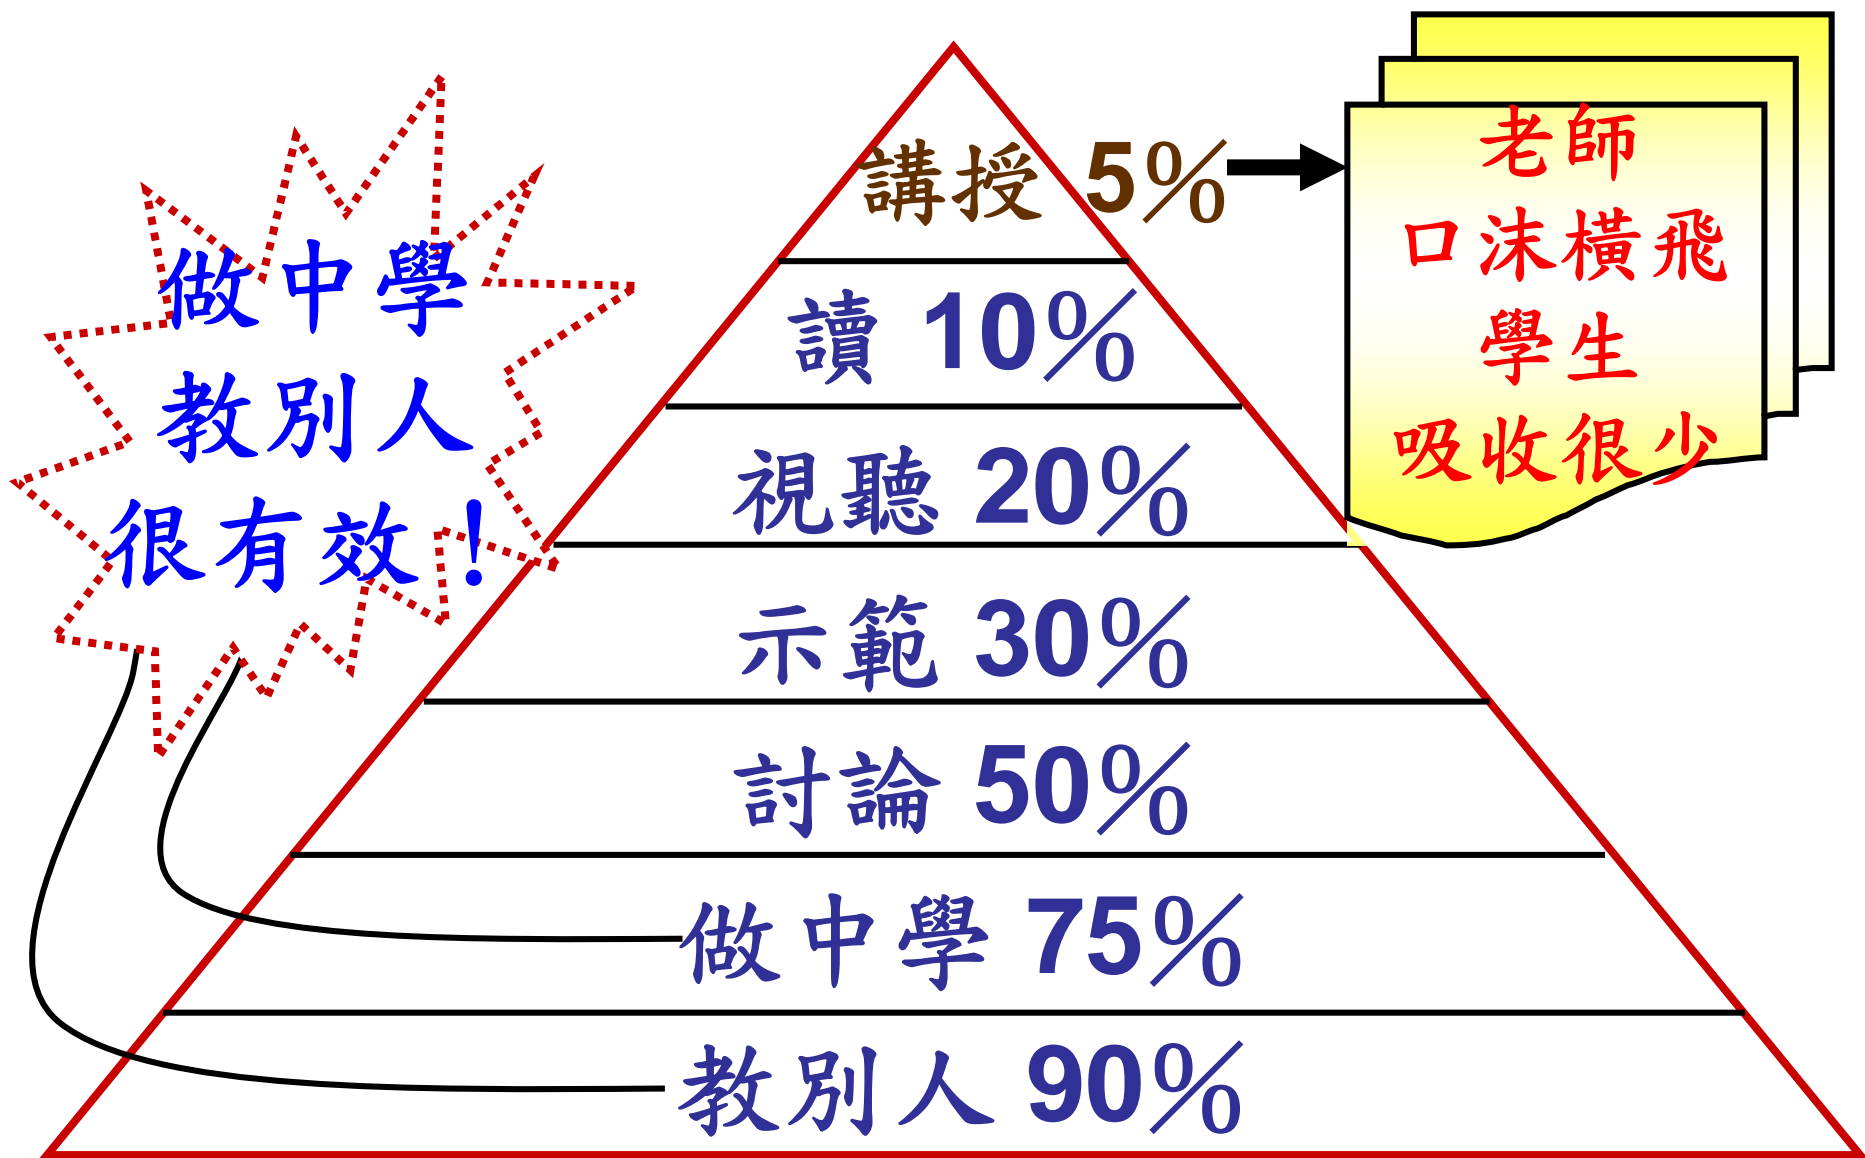 講授 5%
讀 10%
視聽 20%
示範 30%
討論 50%
做中學 75%
教別人 90%
做中學
教別人
很有效！
老師
口沫橫飛
學生
吸收很少